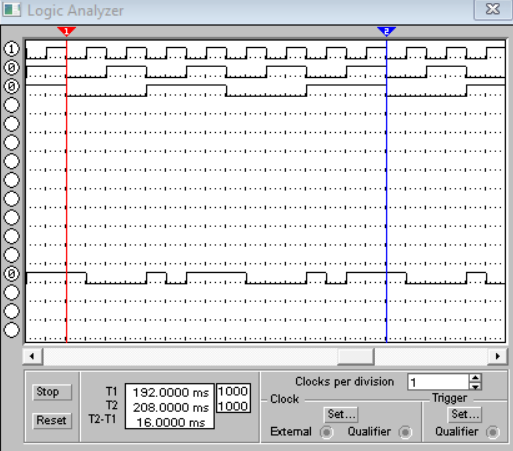 Logic Analyzer
1 2
1
0
0
0
Clocks per division 1
Stop T1 192.0000 ms 1000
T2 208.0000 ms 1000
Reset T2-T1 16.0000 ms
Clock Trigger
Set... Set...
External Qualifier Qualifier